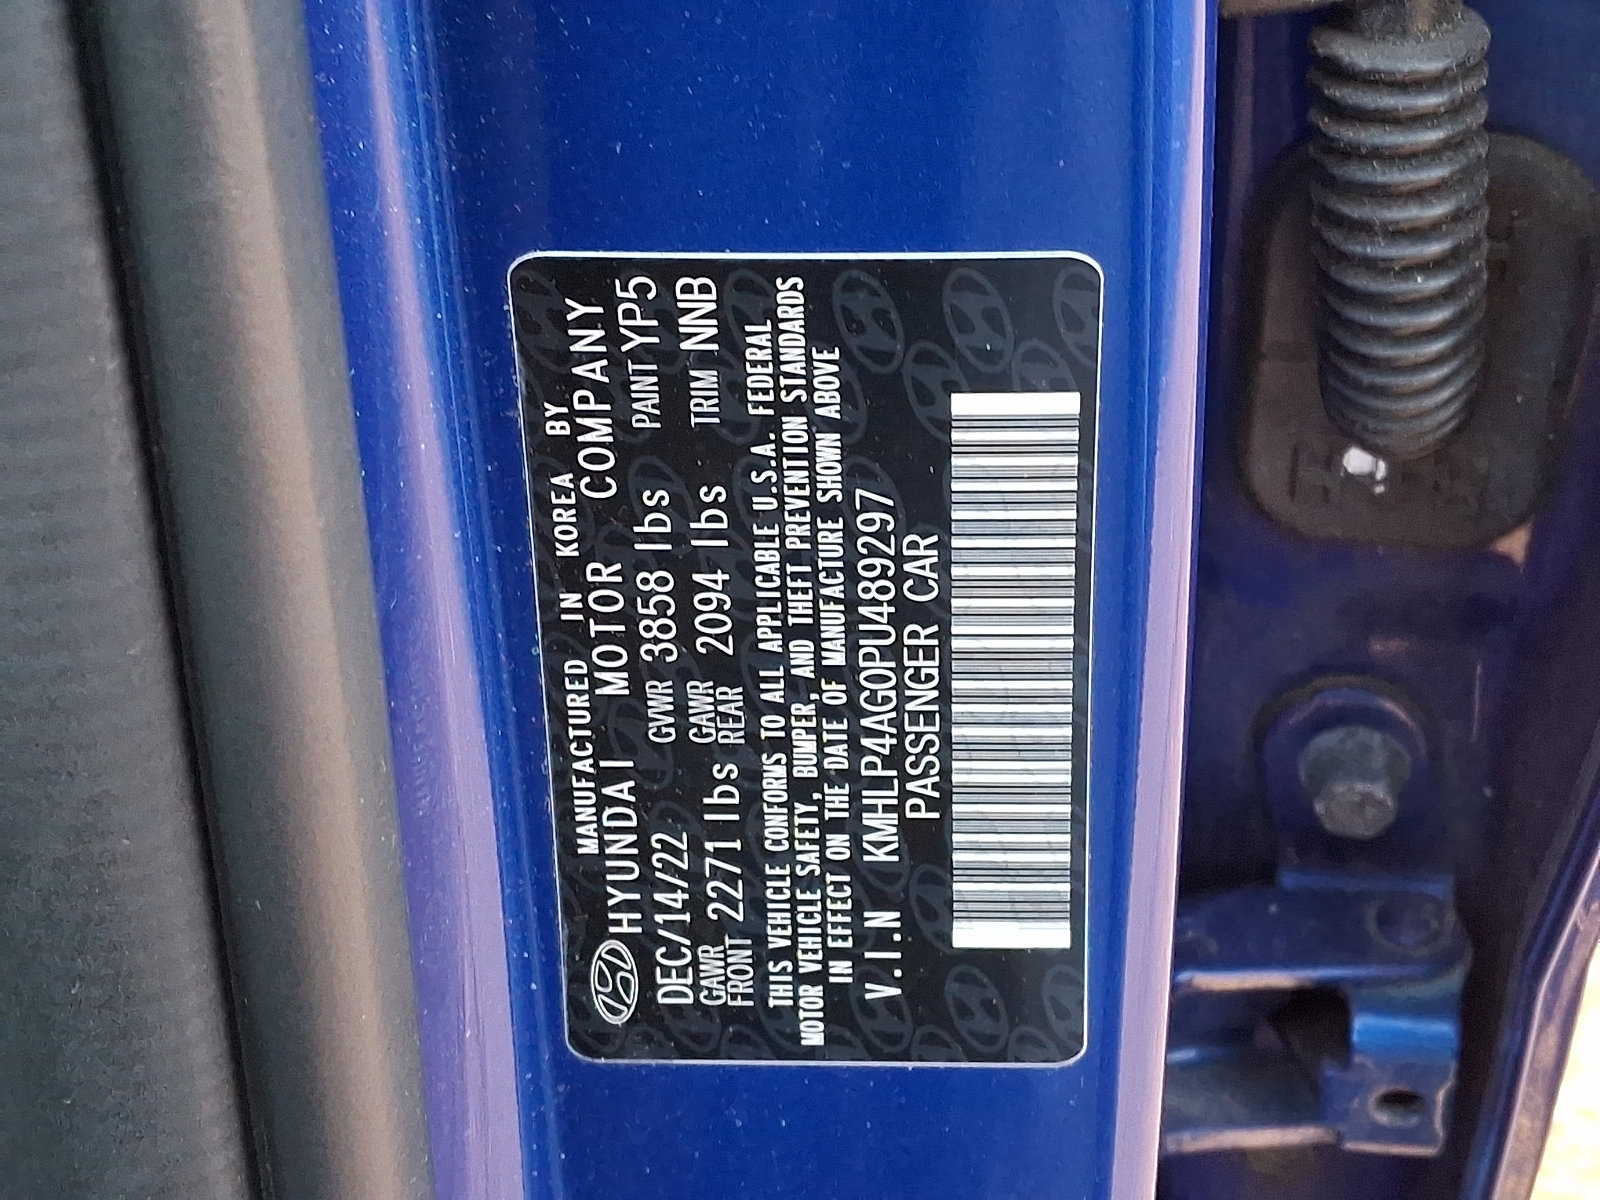 MANUFACTURED IN KOREA BY
HYUNDAI MOTOR COMPANY
DEC/14/22 GVWR 3858 lbs PAINT YP5
GAWR FRONT 2271 lbs GAWR REAR 2094 lbs TRIM NNB
THIS VEHICLE CONFORMS TO ALL APPLICABLE U.S.A. FEDERAL
MOTOR VEHICLE SAFETY, BUMPER, AND THEFT PREVENTION STANDARDS
IN EFFECT ON THE DATE OF MANUFACTURE SHOWN ABOVE
V.I.N KMHLP4AG0PU489297
PASSENGER CAR